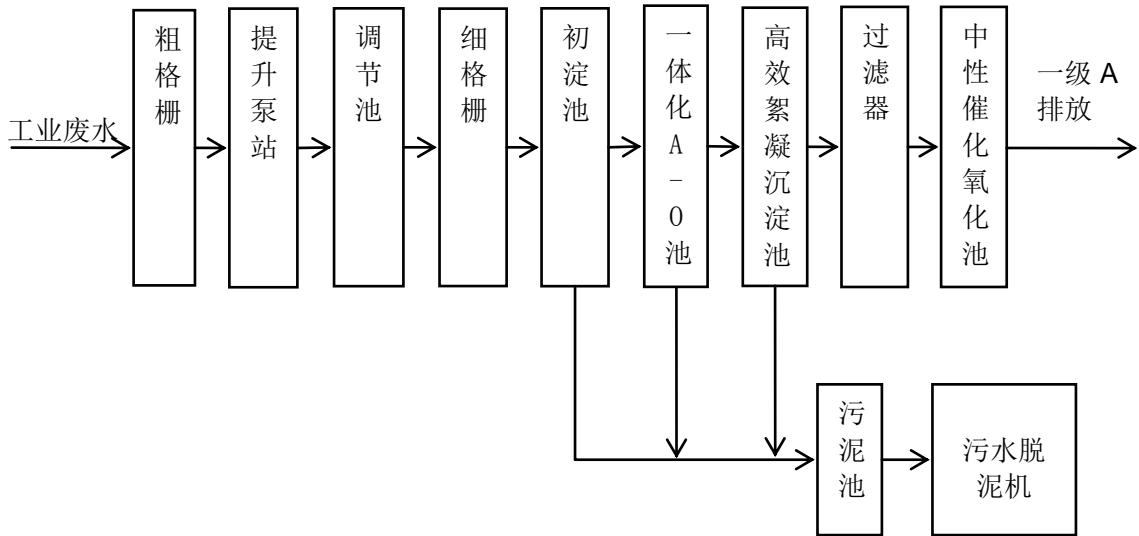 工业废水
粗格栅
提升泵站
调节池
细格栅
初淀池
一体化A-O池
高效絮凝沉淀池
过滤器
中性催化氧化池
一级 A
排放
污泥池
污水脱
泥机